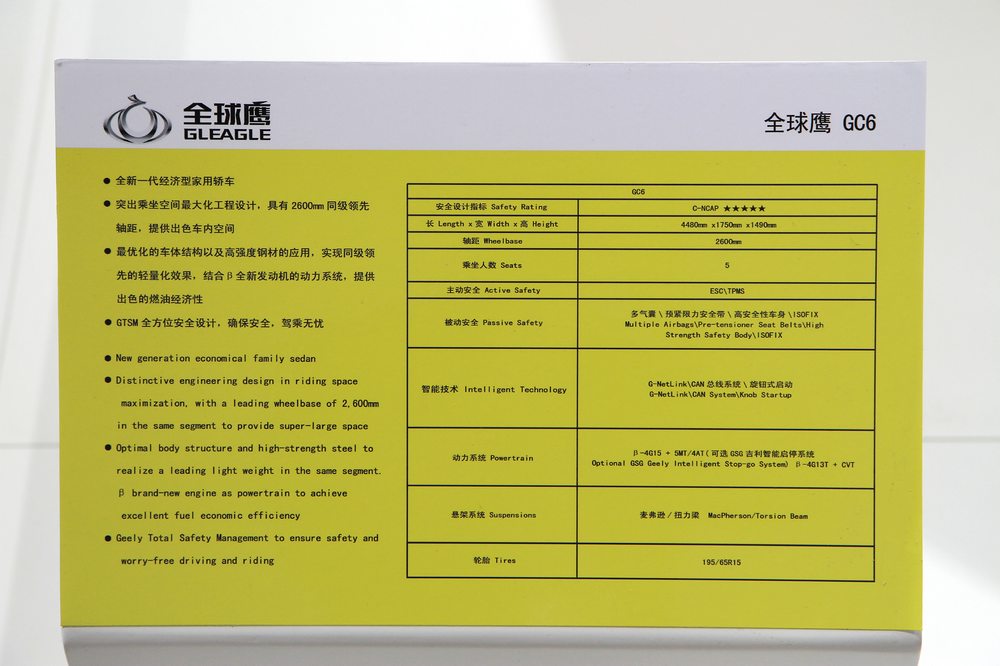 全球鹰
GLEAGLE
全球鹰 GC6
● 全新一代经济型家用轿车
● 突出乘坐空间最大化工程设计，具有2600mm同级领先
轴距，提供出色车内空间
● 最优化的车体结构以及高强度钢材的应用，实现同级领
先的轻量化效果，结合β全新发动机的动力系统，提供
出色的燃油经济性
● GTSM全方位安全设计，确保安全，驾乘无忧
● New generation economical family sedan
● Distinctive engineering design in riding space
maximization, with a leading wheelbase of 2,600mm
in the same segment to provide super-large space
● Optimal body structure and high-strength steel to
realize a leading light weight in the same segment.
β brand-new engine as powertrain to achieve
excellent fuel economic efficiency
● Geely Total Safety Management to ensure safety and
worry-free driving and riding
GC6
安全设计指标 Safety Rating
C-NCAP ★★★★★
长 Length x 宽 Width x 高 Height
4480mm x1750mm x1490mm
轴距 Wheelbase
2600mm
乘坐人数 Seats
5
主动安全 Active Safety
ESC\TPMS
被动安全 Passive Safety
多气囊\预紧限力安全带\高安全性车身\ISOFIX
Multiple Airbags\Pre-tensioner Seat Belts\High
Strength Safety Body\ISOFIX
智能技术 Intelligent Technology
G-NetLink\CAN总线系统\旋钮式启动
G-NetLink\CAN System\Knob Startup
动力系统 Powertrain
β-4G15 + 5MT/4AT(可选GSG吉利智能启停系统
Optional GSG Geely Intelligent Stop-go System) β-4G13T + CVT
悬架系统 Suspensions
麦弗逊/扭力梁 MacPherson/Torsion Beam
轮胎 Tires
195/65R15